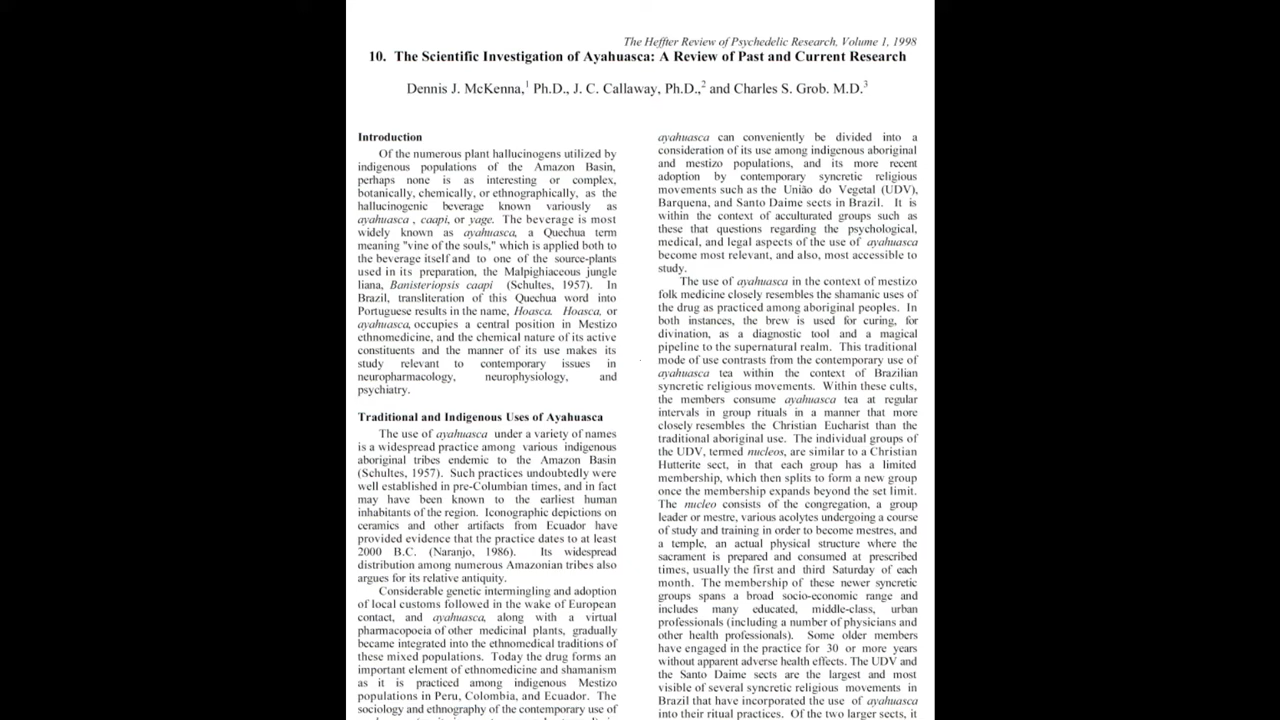 The Heffter Review of Psychedelic Research, Volume 1, 1998
10. The Scientific Investigation of Ayahuasca: A Review of Past and Current Research
Dennis J. McKenna,1 Ph.D., J. C. Callaway, Ph.D.,2 and Charles S. Grob. M.D.3
Introduction
Of the numerous plant hallucinogens utilized by
indigenous populations of the Amazon Basin,
perhaps none is as interesting or complex,
botanically, chemically, or ethnographically, as the
hallucinogenic beverage known variously as
ayahuasca , caapi, or yage. The beverage is most
widely known as ayahuasca, a Quechua term
meaning "vine of the souls," which is applied both to
the beverage itself and to one of the source-plants
used in its preparation, the Malpighiaceous jungle
liana, Banisteriopsis caapi (Schultes, 1957). In
Brazil, transliteration of this Quechua word into
Portuguese results in the name, Hoasca. Hoasca, or
ayahuasca, occupies a central position in Mestizo
ethnomedicine, and the chemical nature of its active
constituents and the manner of its use makes its
study relevant to contemporary issues in
neuropharmacology, neurophysiology, and
psychiatry.
Traditional and Indigenous Uses of Ayahuasca
The use of ayahuasca under a variety of names
is a widespread practice among various indigenous
aboriginal tribes endemic to the Amazon Basin
(Schultes, 1957). Such practices undoubtedly were
well established in pre-Columbian times, and in fact
may have been known to the earliest human
inhabitants of the region. Iconographic depictions on
ceramics and other artifacts from Ecuador have
provided evidence that the practice dates to at least
2000 B.C. (Naranjo, 1986). Its widespread
distribution among numerous Amazonian tribes also
argues for its relative antiquity.
Considerable genetic intermingling and adoption
of local customs followed in the wake of European
contact, and ayahuasca, along with a virtual
pharmacopoeia of other medicinal plants, gradually
became integrated into the ethnomedical traditions of
these mixed populations. Today the drug forms an
important element of ethnomedicine and shamanism
as it is practiced among indigenous Mestizo
populations in Peru, Colombia, and Ecuador. The
sociology and ethnography of the contemporary use of
ayahuasca can conveniently be divided into a
consideration of its use among indigenous aboriginal
and mestizo populations, and its more recent
adoption by contemporary syncretic religious
movements such as the União do Vegetal (UDV),
Barquena, and Santo Daime sects in Brazil. It is
within the context of acculturated groups such as
these that questions regarding the psychological,
medical, and legal aspects of the use of ayahuasca
become most relevant, and also, most accessible to
study.
The use of ayahuasca in the context of mestizo
folk medicine closely resembles the shamanic uses of
the drug as practiced among aboriginal peoples. In
both instances, the brew is used for curing, for
divination, as a diagnostic tool and a magical
pipeline to the supernatural realm. This traditional
mode of use contrasts from the contemporary use of
ayahuasca tea within the context of Brazilian
syncretic religious movements. Within these cults,
the members consume ayahuasca tea at regular
intervals in group rituals in a manner that more
closely resembles the Christian Eucharist than the
traditional aboriginal use. The individual groups of
the UDV, termed nucleos, are similar to a Christian
Hutterite sect, in that each group has a limited
membership, which then splits to form a new group
once the membership expands beyond the set limit.
The nucleo consists of the congregation, a group
leader or mestre, various acolytes undergoing a course
of study and training in order to become mestres, and
a temple, an actual physical structure where the
sacrament is prepared and consumed at prescribed
times, usually the first and third Saturday of each
month. The membership of these newer syncretic
groups spans a broad socio-economic range and
includes many educated, middle-class, urban
professionals (including a number of physicians and
other health professionals). Some older members
have engaged in the practice for 30 or more years
without apparent adverse health effects. The UDV and
the Santo Daime sects are the largest and most
visible of several syncretic religious movements in
Brazil that have incorporated the use of ayahuasca
into their ritual practices. Of the two larger sects, it